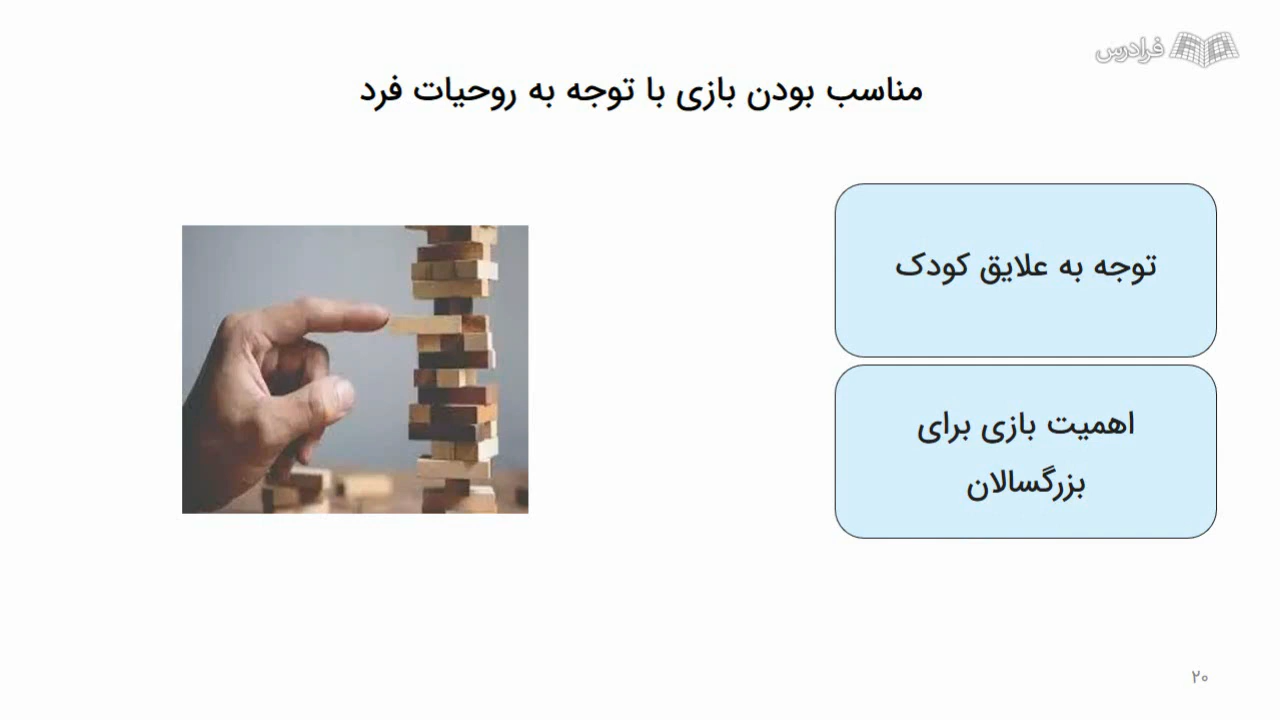 فرادرس
مناسب بودن بازی با توجه به روحیات فرد
توجه به علایق کودک
اهمیت بازی برای
بزرگسالان
۲۰